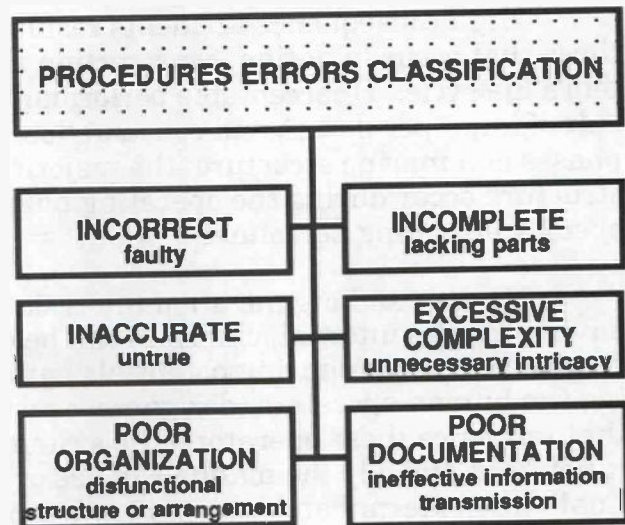 PROCEDURES ERRORS CLASSIFICATION
INCORRECT
faulty
INCOMPLETE
lacking parts
INACCURATE
untrue
EXCESSIVE
COMPLEXITY
unnecessary intricacy
POOR
ORGANIZATION
disfunctional
structure or arrangement
POOR
DOCUMENTATION
ineffective information
transmission